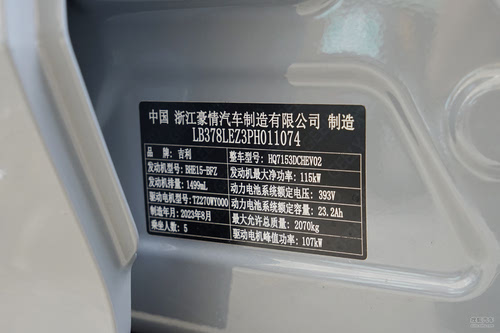 中国 浙江豪情汽车制造有限公司 制造
LB378LEZ3PH011074
品牌：吉利 整车型号：HQ7153DCHEV02
发动机型号：BHE15-BFZ 发动机最大净功率：115kW
发动机排量：1499mL 动力电池系统额定电压：393V
驱动电机型号：TZ270WY000 动力电池系统额定容量：23.2Ah
制造年月：2023年8月 最大允许总质量：2070kg
乘坐人数：5 驱动电机峰值功率：107kW